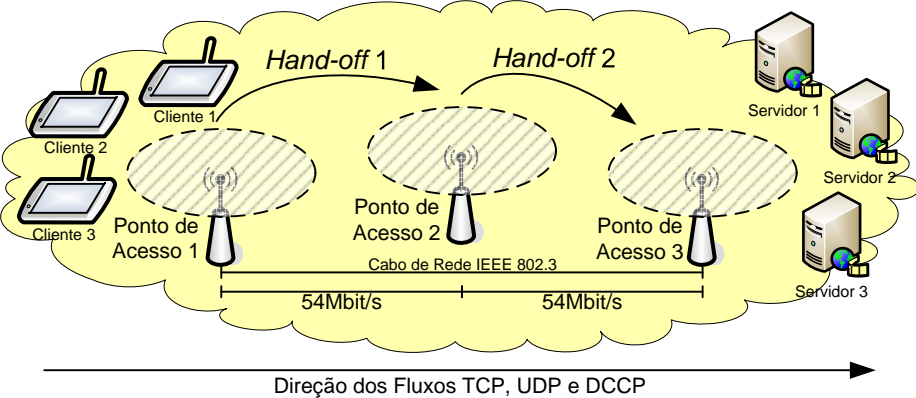 Hand-off 1
Hand-off 2
Cliente 1
Cliente 2
Cliente 3
Servidor 1
Servidor 2
Servidor 3
Ponto de
Acesso 1
Ponto de
Acesso 2
Ponto de
Acesso 3
Cabo de Rede IEEE 802.3
54Mbit/s
54Mbit/s
Direção dos Fluxos TCP, UDP e DCCP